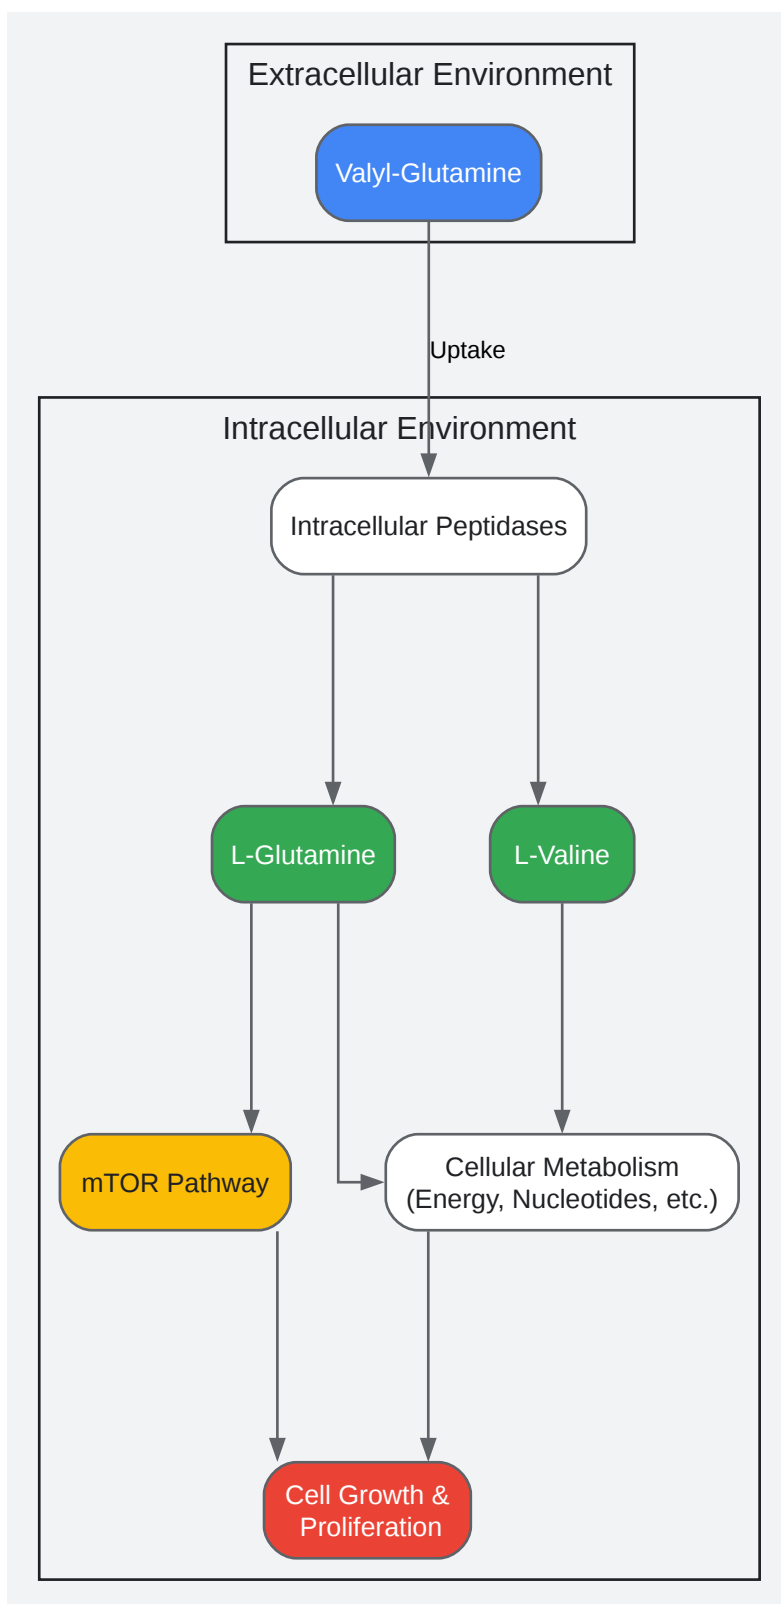 Extracellular Environment
Valyl-Glutamine
Uptake
Intracellular Environment
Intracellular Peptidases
L-Glutamine
L-Valine
mTOR Pathway
Cellular Metabolism
(Energy, Nucleotides, etc.)
Cell Growth &
Proliferation